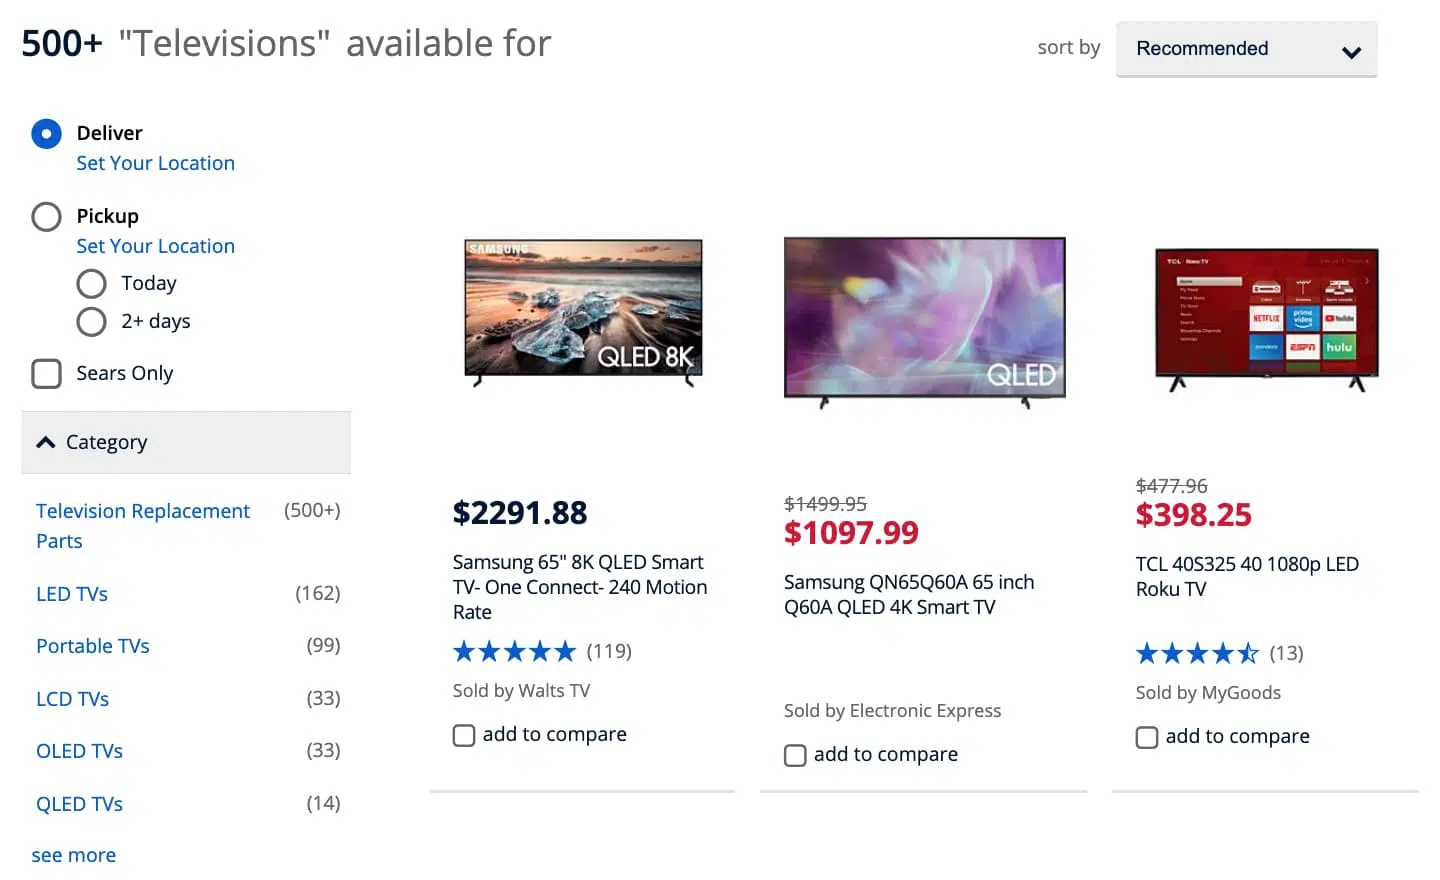 500+ "Televisions" available for
sort by Recommended
Deliver
Set Your Location
Pickup
Set Your Location
Today
2+ days
Sears Only
Category
Television Replacement Parts (500+)
LED TVs (162)
Portable TVs (99)
LCD TVs (33)
OLED TVs (33)
QLED TVs (14)
see more
SAMSUNG
QLED 8K
$2291.88
Samsung 65" 8K QLED Smart
TV- One Connect- 240 Motion
Rate
(119)
Sold by Walts TV
add to compare
QLED
$1499.95
$1097.99
Samsung QN65Q60A 65 inch
Q60A QLED 4K Smart TV
Sold by Electronic Express
add to compare
TCL · Roku TV
Home
NETFLIX
prime video
YouTube
pandora
ESPN
hulu
$477.96
$398.25
TCL 40S325 40 1080p LED
Roku TV
(13)
Sold by MyGoods
add to compare